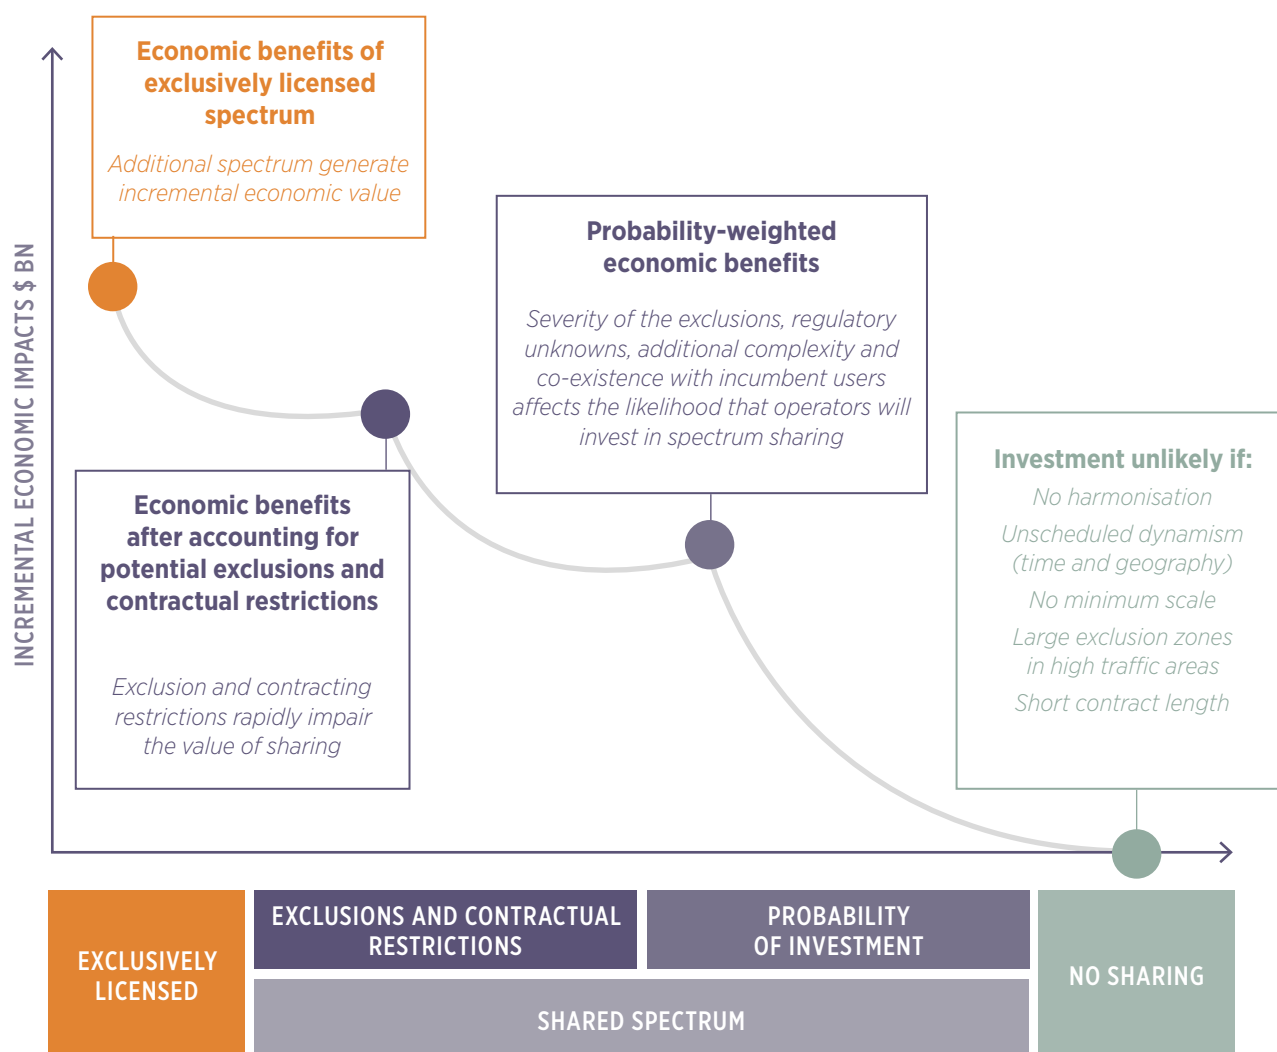 Economic benefits of
exclusively licensed
spectrum
Additional spectrum generate
incremental economic value
INCREMENTAL ECONOMIC IMPACTS $ BN
Economic benefits
after accounting for
potential exclusions and
contractual restrictions
Exclusion and contracting
restrictions rapidly impair
the value of sharing
Probability-weighted
economic benefits
Severity of the exclusions, regulatory
unknowns, additional complexity and
co-existence with incumbent users
affects the likelihood that operators will
invest in spectrum sharing
Investment unlikely if:
No harmonisation
Unscheduled dynamism
(time and geography)
No minimum scale
Large exclusion zones
in high traffic areas
Short contract length
EXCLUSIVELY
LICENSED
EXCLUSIONS AND CONTRACTUAL
RESTRICTIONS
PROBABILITY
OF INVESTMENT
SHARED SPECTRUM
NO SHARING